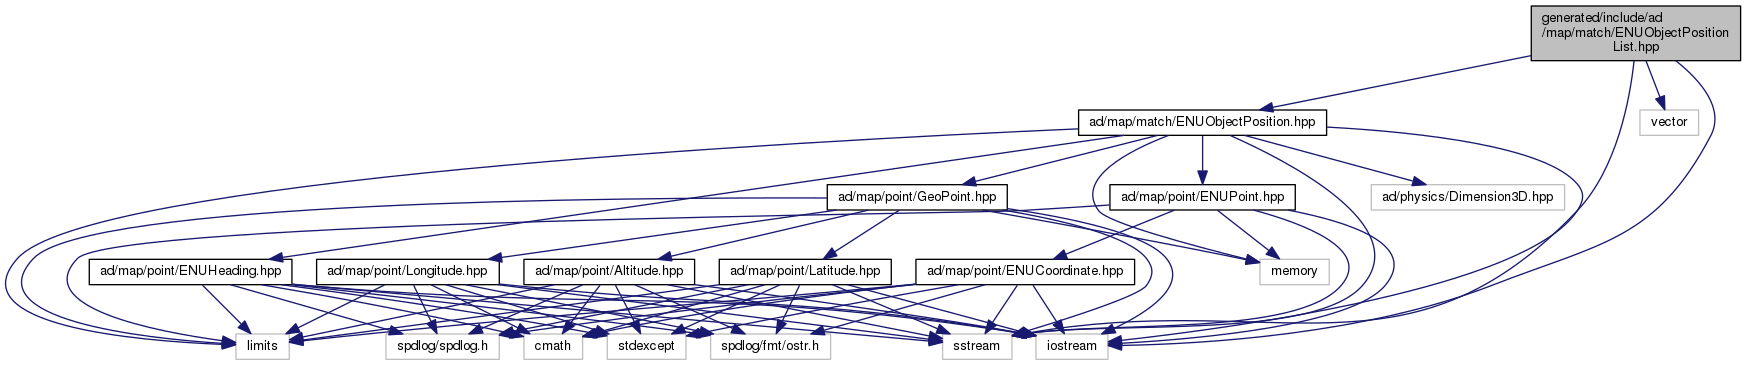 generated/include/ad
/map/match/ENUObjectPosition
List.hpp
ad/map/match/ENUObjectPosition.hpp
vector
ad/map/point/GeoPoint.hpp
ad/map/point/ENUPoint.hpp
ad/physics/Dimension3D.hpp
ad/map/point/ENUHeading.hpp
ad/map/point/Longitude.hpp
ad/map/point/Altitude.hpp
ad/map/point/Latitude.hpp
ad/map/point/ENUCoordinate.hpp
memory
limits
spdlog/spdlog.h
cmath
stdexcept
spdlog/fmt/ostr.h
sstream
iostream